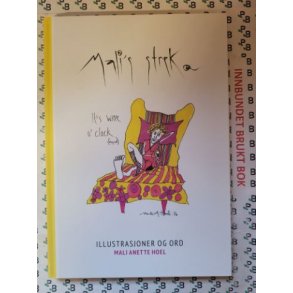 Mali's strek
It's wine
o'clock
ILLUSTRASJONER OG ORD
MALI ANETTE HOEL
INNBUNDET BRUKT BOK